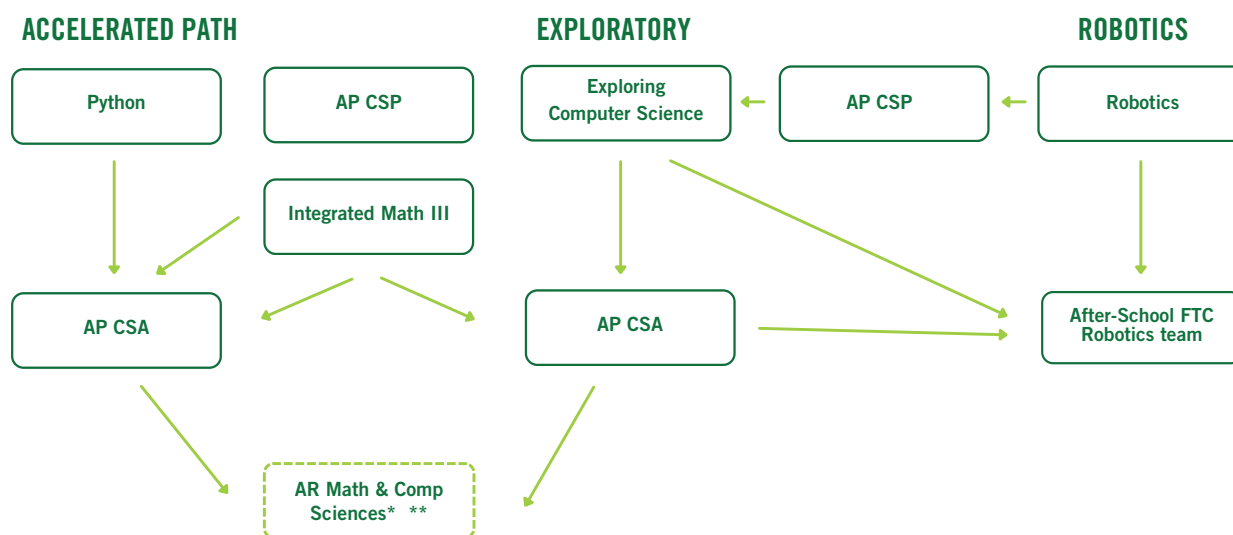 ACCELERATED PATH
EXPLORATORY
ROBOTICS
Python
AP CSP
Exploring
Computer Science
AP CSP
Robotics
Integrated Math III
AP CSA
AP CSA
After-School FTC
Robotics team
AR Math & Comp
Sciences* **